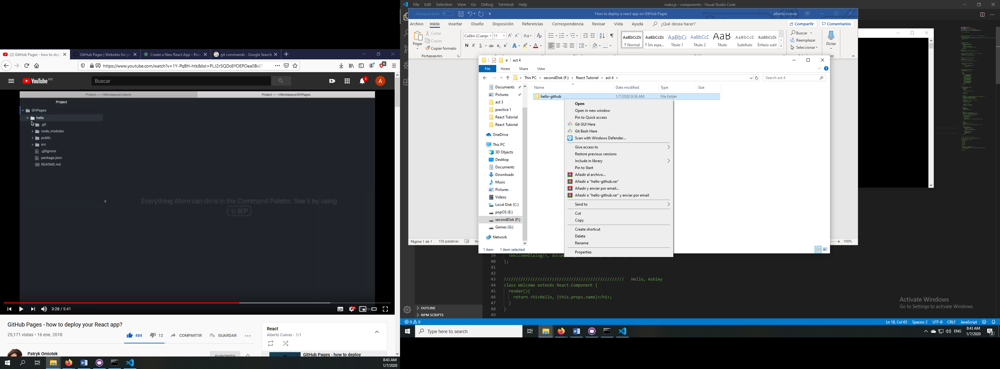 (2) GitHub Pages - how to dep
GitHub Pages | Websites for yo
Create a New React App – Reac
git commands - Google Search
https://www.youtube.com/watch?v=1Y-PqBH-htk&list=PLJ2r5QDc8YOEPOea0Bx0T
6
YouTube MX
Buscar
2
A
Project — ~/Workspace/Udemy
Project — ~/Workspace/GHPages
Project
GHPages
hello
.git
node_modules
public
src
.gitignore
package.json
README.md
Everything Atom can do is in the Command Palette. See it by using
⇧⌘P
3:28 / 5:41
HD
GitHub Pages - how to deploy your React app?
25,171 vistas • 16 ene. 2018
484
12
COMPARTIR
GUARDAR
React
Alberto Cuevas - 1/1
Patryk Omiotek
SUSCRITO
GitHub Pages - how to deploy
8:43 AM
1/7/2020
File Edit Selection View Go Debug Terminal Help
index.js - components - Visual Studio Code
Autoguardado
How to deploy a react app on GitHub Pages
alberto cuevas
Archivo Inicio Insertar Diseño Disposición Referencias Correspondencia Revisar Vista Ayuda ¿Qué desea hacer?
Compartir
Comentarios
Pegar
Cortar
Copiar
Copiar formato
Portapapeles
Calibri (Cuerp
11
N K S ab x₂ x²
AaBbCcDc
¶ Normal
AaBbCcDc
¶ Sin espa...
AaBbCc
Título 1
AaBbCcC
Título 2
AaB
Título
AaBbCcD
Subtítulo
AaBbCcDc
Énfasis sutil
Buscar
Reemplazar
Seleccionar
Dictar
act 4
File Home Share View
This PC > secondDisk (F:) > React Tutorial > act 4 >
Search act 4
Name Date modified Type Size
hello-github 1/7/2020 8:36 AM File folder
Documents
Pictures
act 3
practice 1
React Tutorial
React Tutorial
OneDrive
This PC
3D Objects
Desktop
Documents
Downloads
Music
Pictures
Videos
Local Disk (C:)
popOS (E:)
secondDisk (F:)
Games (G:)
Network
1 item 1 item selected
Open
Open in new window
Pin to Quick access
Git GUI Here
Git Bash Here
Scan with Windows Defender...
Give access to
Restore previous versions
Include in library
Pin to Start
Añadir al archivo...
Añadir a "hello-github.rar"
Añadir y enviar por email...
Añadir a "hello-github.rar" y enviar por email
Send to
Cut
Copy
Create shortcut
Delete
Rename
Properties
Página 1 de 1 158 palabras
100%
39 <WelcomeDialog/>, docum
40 );
41
42
43 ////////////////////////////////////////////////// Hello, Ashley
44 class Welcome extends React.Component {
45 render(){
46 return <h1>Hello, {this.props.name}</h1>;
47 }
48 }
49
OUTLINE
NPM SCRIPTS
Activate Windows
Go to Settings to activate Windows.
0 0
Ln 18, Col 65 Spaces: 2 UTF-8 CRLF JavaScript
Type here to search
ENG
8:43 AM
1/7/2020
2